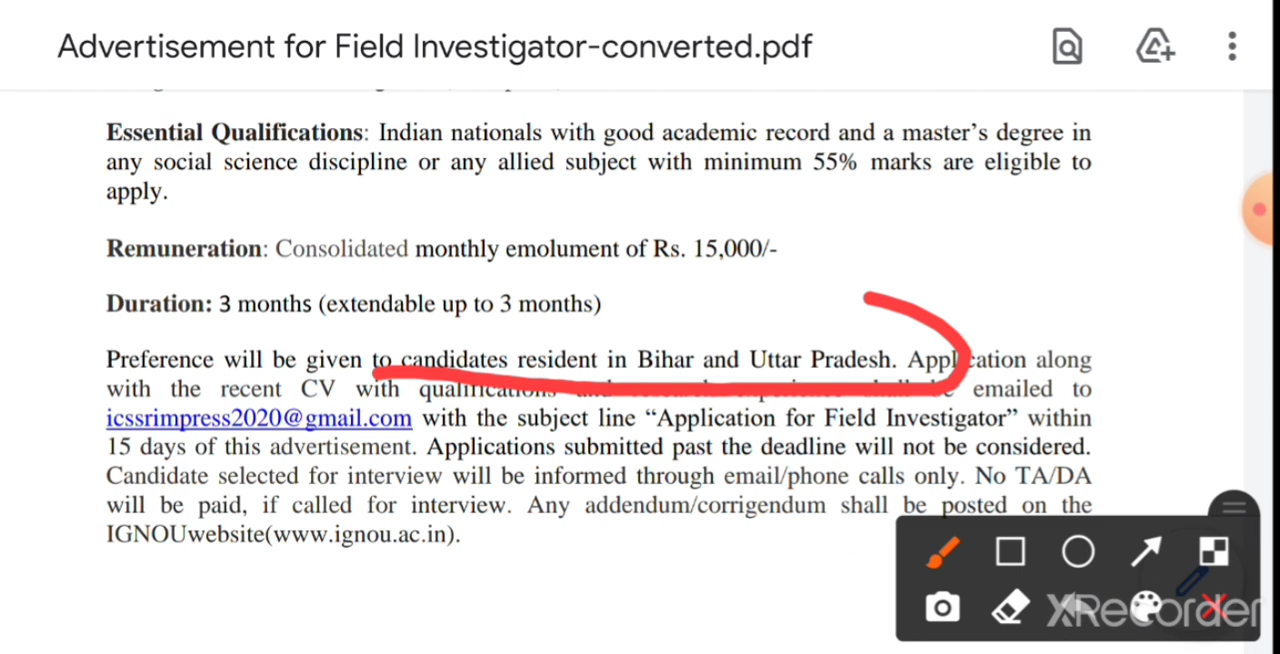 Advertisement for Field Investigator-converted.pdf
Essential Qualifications: Indian nationals with good academic record and a master's degree in
any social science discipline or any allied subject with minimum 55% marks are eligible to
apply.
Remuneration: Consolidated monthly emolument of Rs. 15,000/-
Duration: 3 months (extendable up to 3 months)
Preference will be given to candidates resident in Bihar and Uttar Pradesh. Application along
with the recent CV with qualifications emailed to
icssrimpress2020@gmail.com with the subject line “Application for Field Investigator” within
15 days of this advertisement. Applications submitted past the deadline will not be considered.
Candidate selected for interview will be informed through email/phone calls only. No TA/DA
will be paid, if called for interview. Any addendum/corrigendum shall be posted on the
IGNOUwebsite(www.ignou.ac.in).
XRecorder